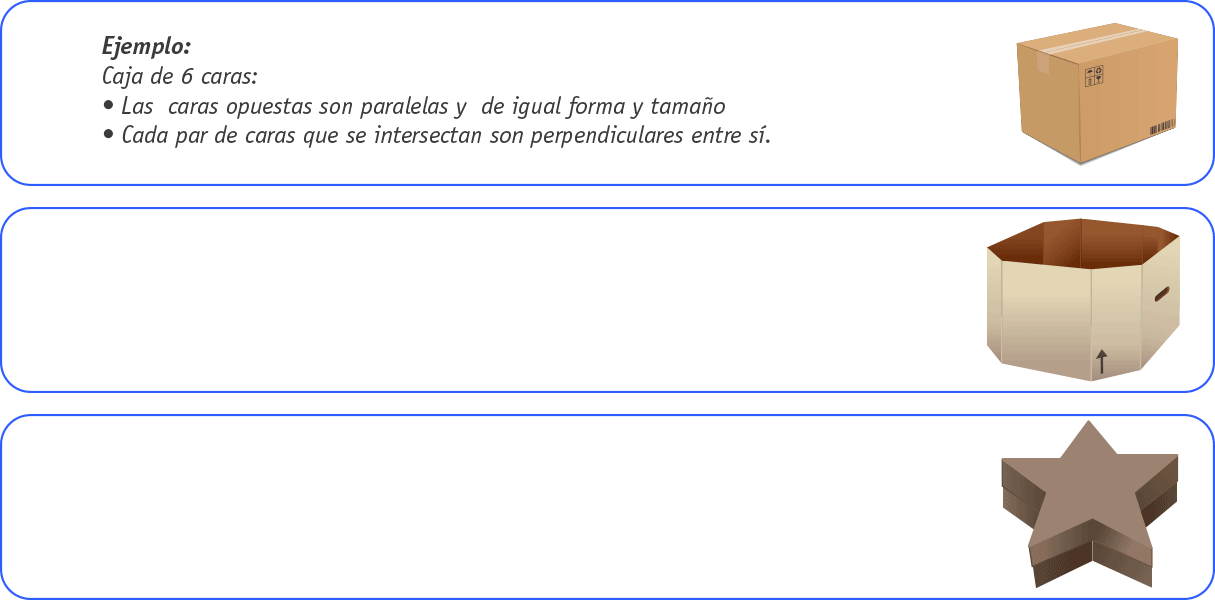 Ejemplo:
Caja de 6 caras:
• Las caras opuestas son paralelas y de igual forma y tamaño
• Cada par de caras que se intersectan son perpendiculares entre sí.